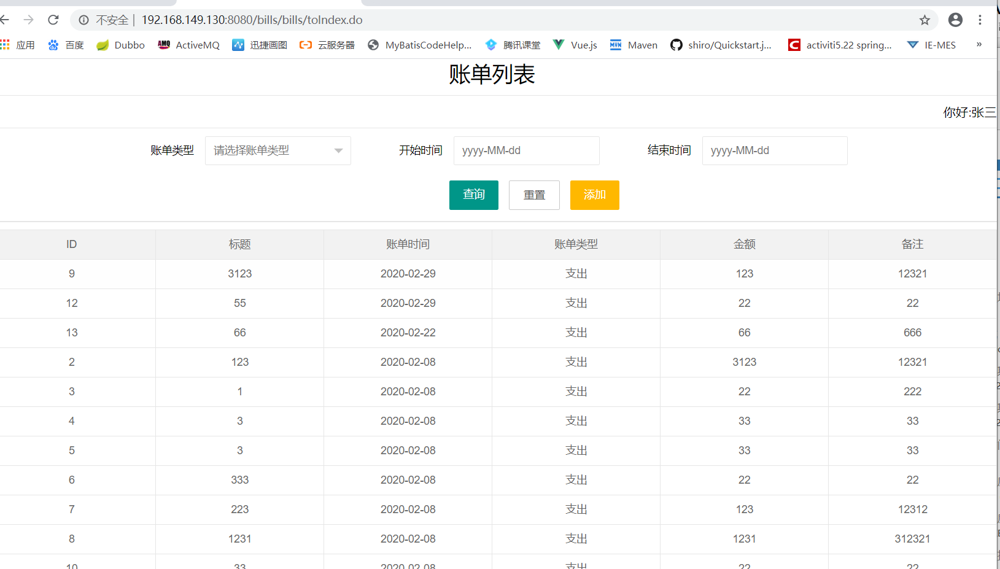 不安全 | 192.168.149.130:8080/bills/bills/toIndex.do
应用 百度 Dubbo AMQ ActiveMQ 迅捷画图 云服务器 MyBatisCodeHelp... 腾讯课堂 Vue.js MVN Maven shiro/Quickstart.j... C activiti5.22 spring... IE-MES »
账单列表
你好:张三
账单类型 请选择账单类型 开始时间 yyyy-MM-dd 结束时间 yyyy-MM-dd
查询 重置 添加
ID 标题 账单时间 账单类型 金额 备注
9 3123 2020-02-29 支出 123 12321
12 55 2020-02-29 支出 22 22
13 66 2020-02-22 支出 66 666
2 123 2020-02-08 支出 3123 12321
3 1 2020-02-08 支出 22 222
4 3 2020-02-08 支出 33 33
5 3 2020-02-08 支出 33 33
6 333 2020-02-08 支出 22 22
7 223 2020-02-08 支出 123 12312
8 1231 2020-02-08 支出 1231 312321
10 33 2020-02-08 支出 22 22